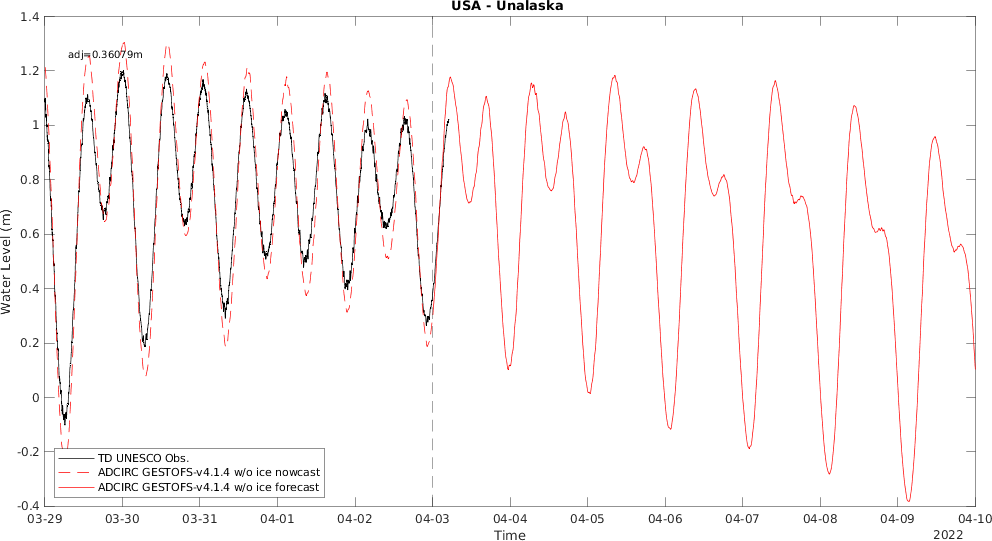 USA - Unalaska
adj=0.36079m
Water Level (m)
1.4
1.2
1
0.8
0.6
0.4
0.2
0
-0.2
-0.4
TD UNESCO Obs.
ADCIRC GESTOFS-v4.1.4 w/o ice nowcast
ADCIRC GESTOFS-v4.1.4 w/o ice forecast
03-29 03-30 03-31 04-01 04-02 04-03 04-04 04-05 04-06 04-07 04-08 04-09 04-10
Time
2022